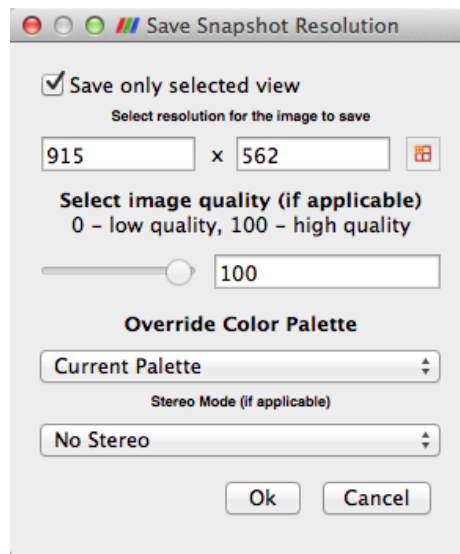 Save Snapshot Resolution
Save only selected view
Select resolution for the image to save
915 x 562
Select image quality (if applicable)
0 – low quality, 100 – high quality
100
Override Color Palette
Current Palette
Stereo Mode (if applicable)
No Stereo
Ok Cancel